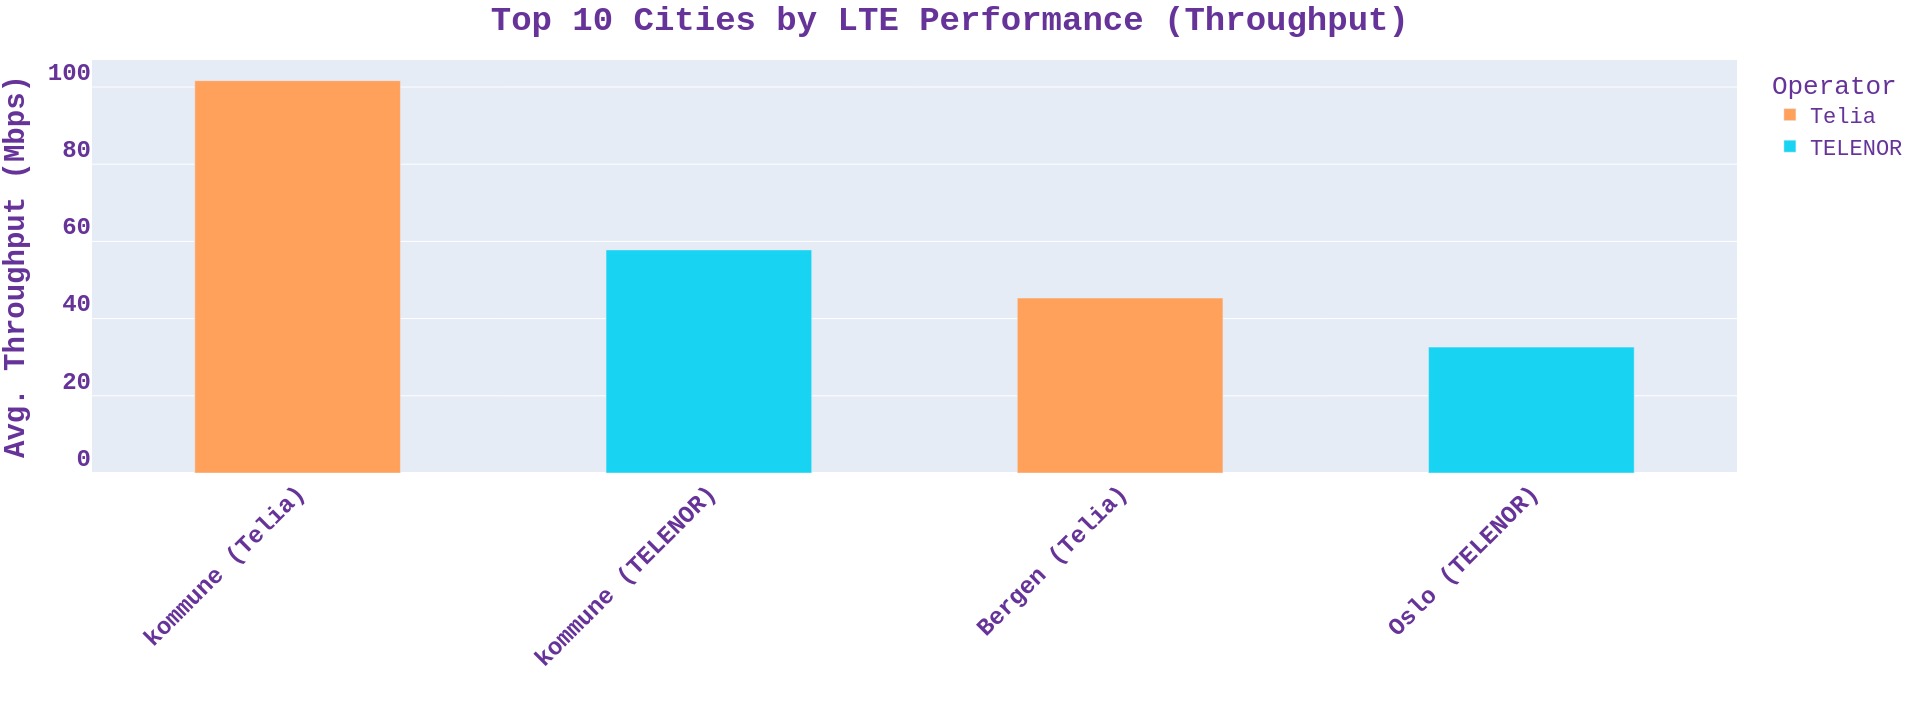 Top 10 Cities by LTE Performance (Throughput)
Avg. Throughput (Mbps)
100
80
60
40
20
0
kommune (Telia)
kommune (TELENOR)
Bergen (Telia)
Oslo (TELENOR)
Operator
Telia
TELENOR